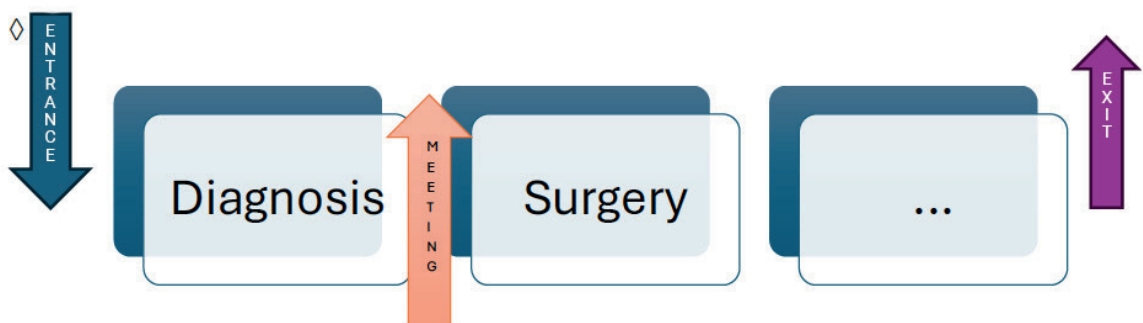 ◊
ENTRANCE
Diagnosis
MEETING
Surgery
...
EXIT